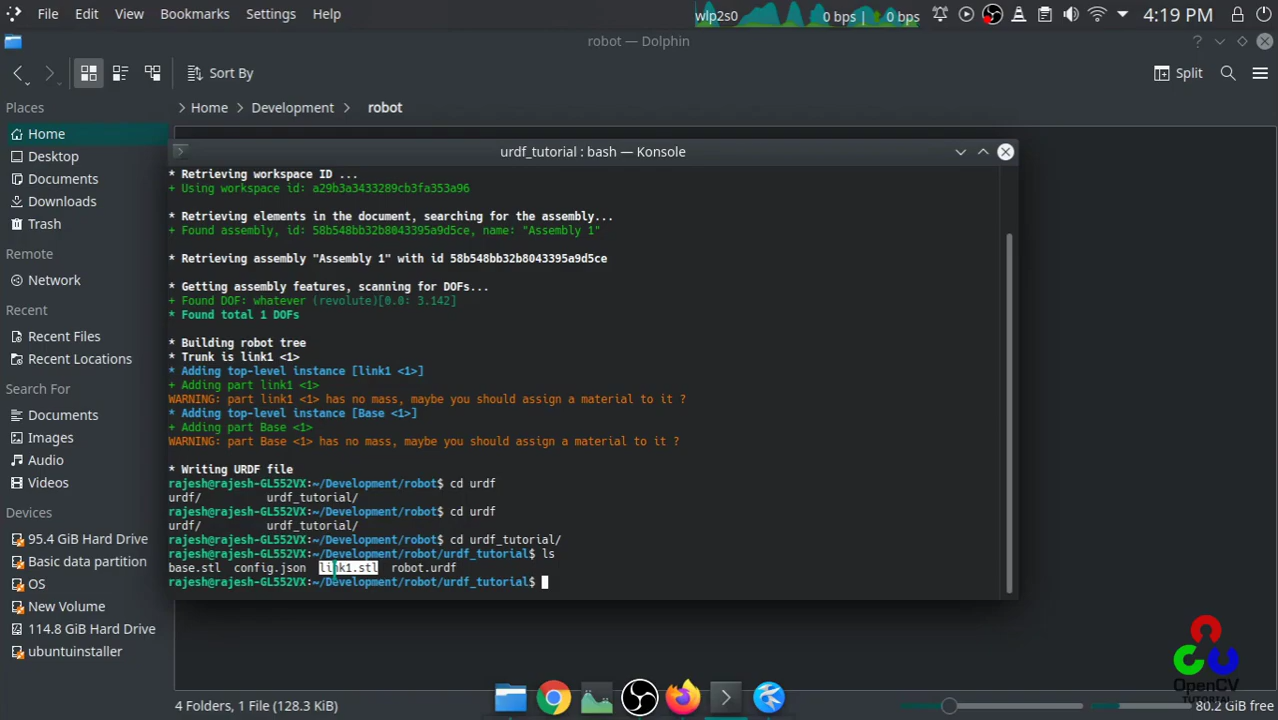 File Edit View Bookmarks Settings Help
wlp2s0 0 bps 0 bps 4:19 PM
robot — Dolphin
Sort By Split
Places > Home > Development > robot
Home
Desktop
Documents
Downloads
Trash
Remote
Network
Recent
Recent Files
Recent Locations
Search For
Documents
Images
Audio
Videos
Devices
95.4 GiB Hard Drive
Basic data partition
OS
New Volume
114.8 GiB Hard Drive
ubuntuinstaller
urdf_tutorial : bash — Konsole
* Retrieving workspace ID ...
+ Using workspace id: a29b3a3433289cb3fa353a96
* Retrieving elements in the document, searching for the assembly...
+ Found assembly, id: 58b548bb32b8043395a9d5ce, name: "Assembly 1"
* Retrieving assembly "Assembly 1" with id 58b548bb32b8043395a9d5ce
* Getting assembly features, scanning for DOFs...
+ Found DOF: whatever (revolute)[0.0: 3.142]
* Found total 1 DOFs
* Building robot tree
* Trunk is link1 <1>
* Adding top-level instance [link1 <1>]
+ Adding part link1 <1>
WARNING: part link1 <1> has no mass, maybe you should assign a material to it ?
* Adding top-level instance [Base <1>]
+ Adding part Base <1>
WARNING: part Base <1> has no mass, maybe you should assign a material to it ?
* Writing URDF file
rajesh@rajesh-GL552VX:~/Development/robot$ cd urdf
urdf/ urdf_tutorial/
rajesh@rajesh-GL552VX:~/Development/robot$ cd urdf
urdf/ urdf_tutorial/
rajesh@rajesh-GL552VX:~/Development/robot$ cd urdf_tutorial/
rajesh@rajesh-GL552VX:~/Development/robot/urdf_tutorial$ ls
base.stl config.json link1.stl robot.urdf
rajesh@rajesh-GL552VX:~/Development/robot/urdf_tutorial$
4 Folders, 1 File (128.3 KiB) 80.2 GiB free
OpenCV
TUTORIAL